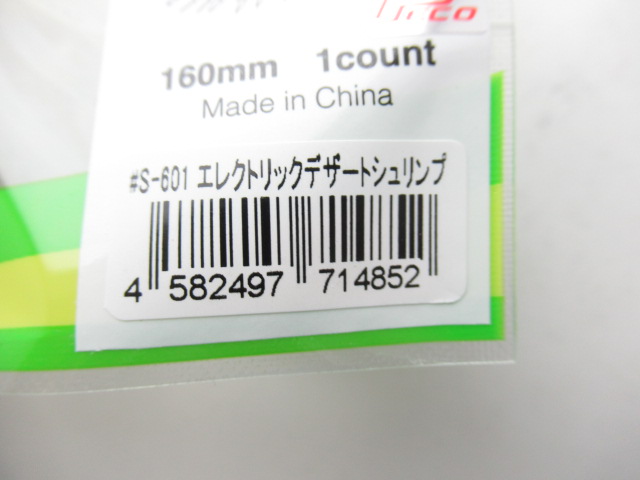 160mm 1count
Made in China
#S-601 エレクトリックデザートシュリンプ
4 582497 714852